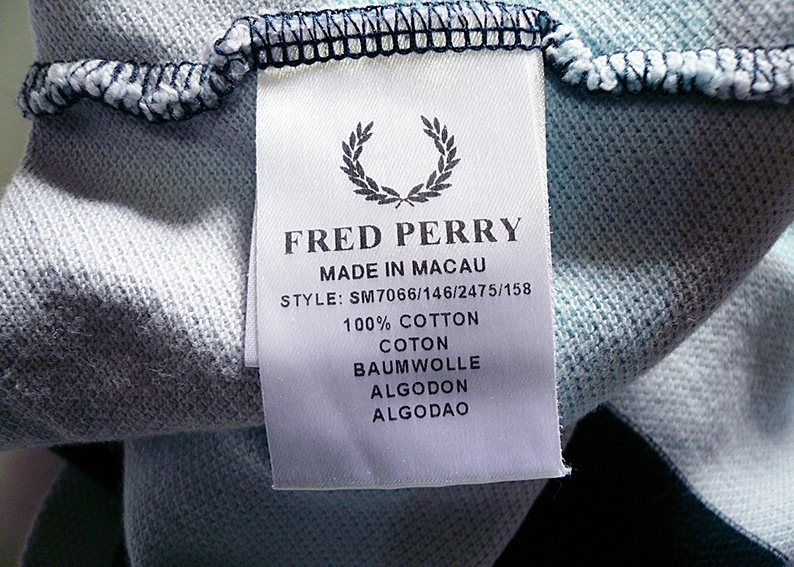 FRED PERRY
MADE IN MACAU
STYLE: SM7066/146/2475/158
100% COTTON
COTON
BAUMWOLLE
ALGODON
ALGODAO